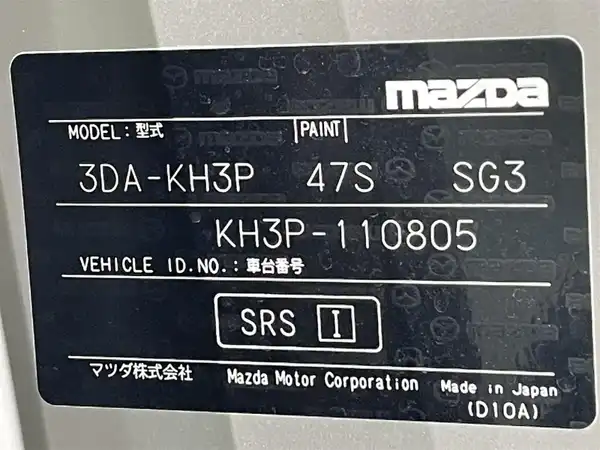 mazda
MODEL: 型式 PAINT
3DA-KH3P 47S SG3
KH3P-110805
VEHICLE ID.NO.: 車台番号
SRS I
マツダ株式会社 Mazda Motor Corporation Made in Japan
(D10A)